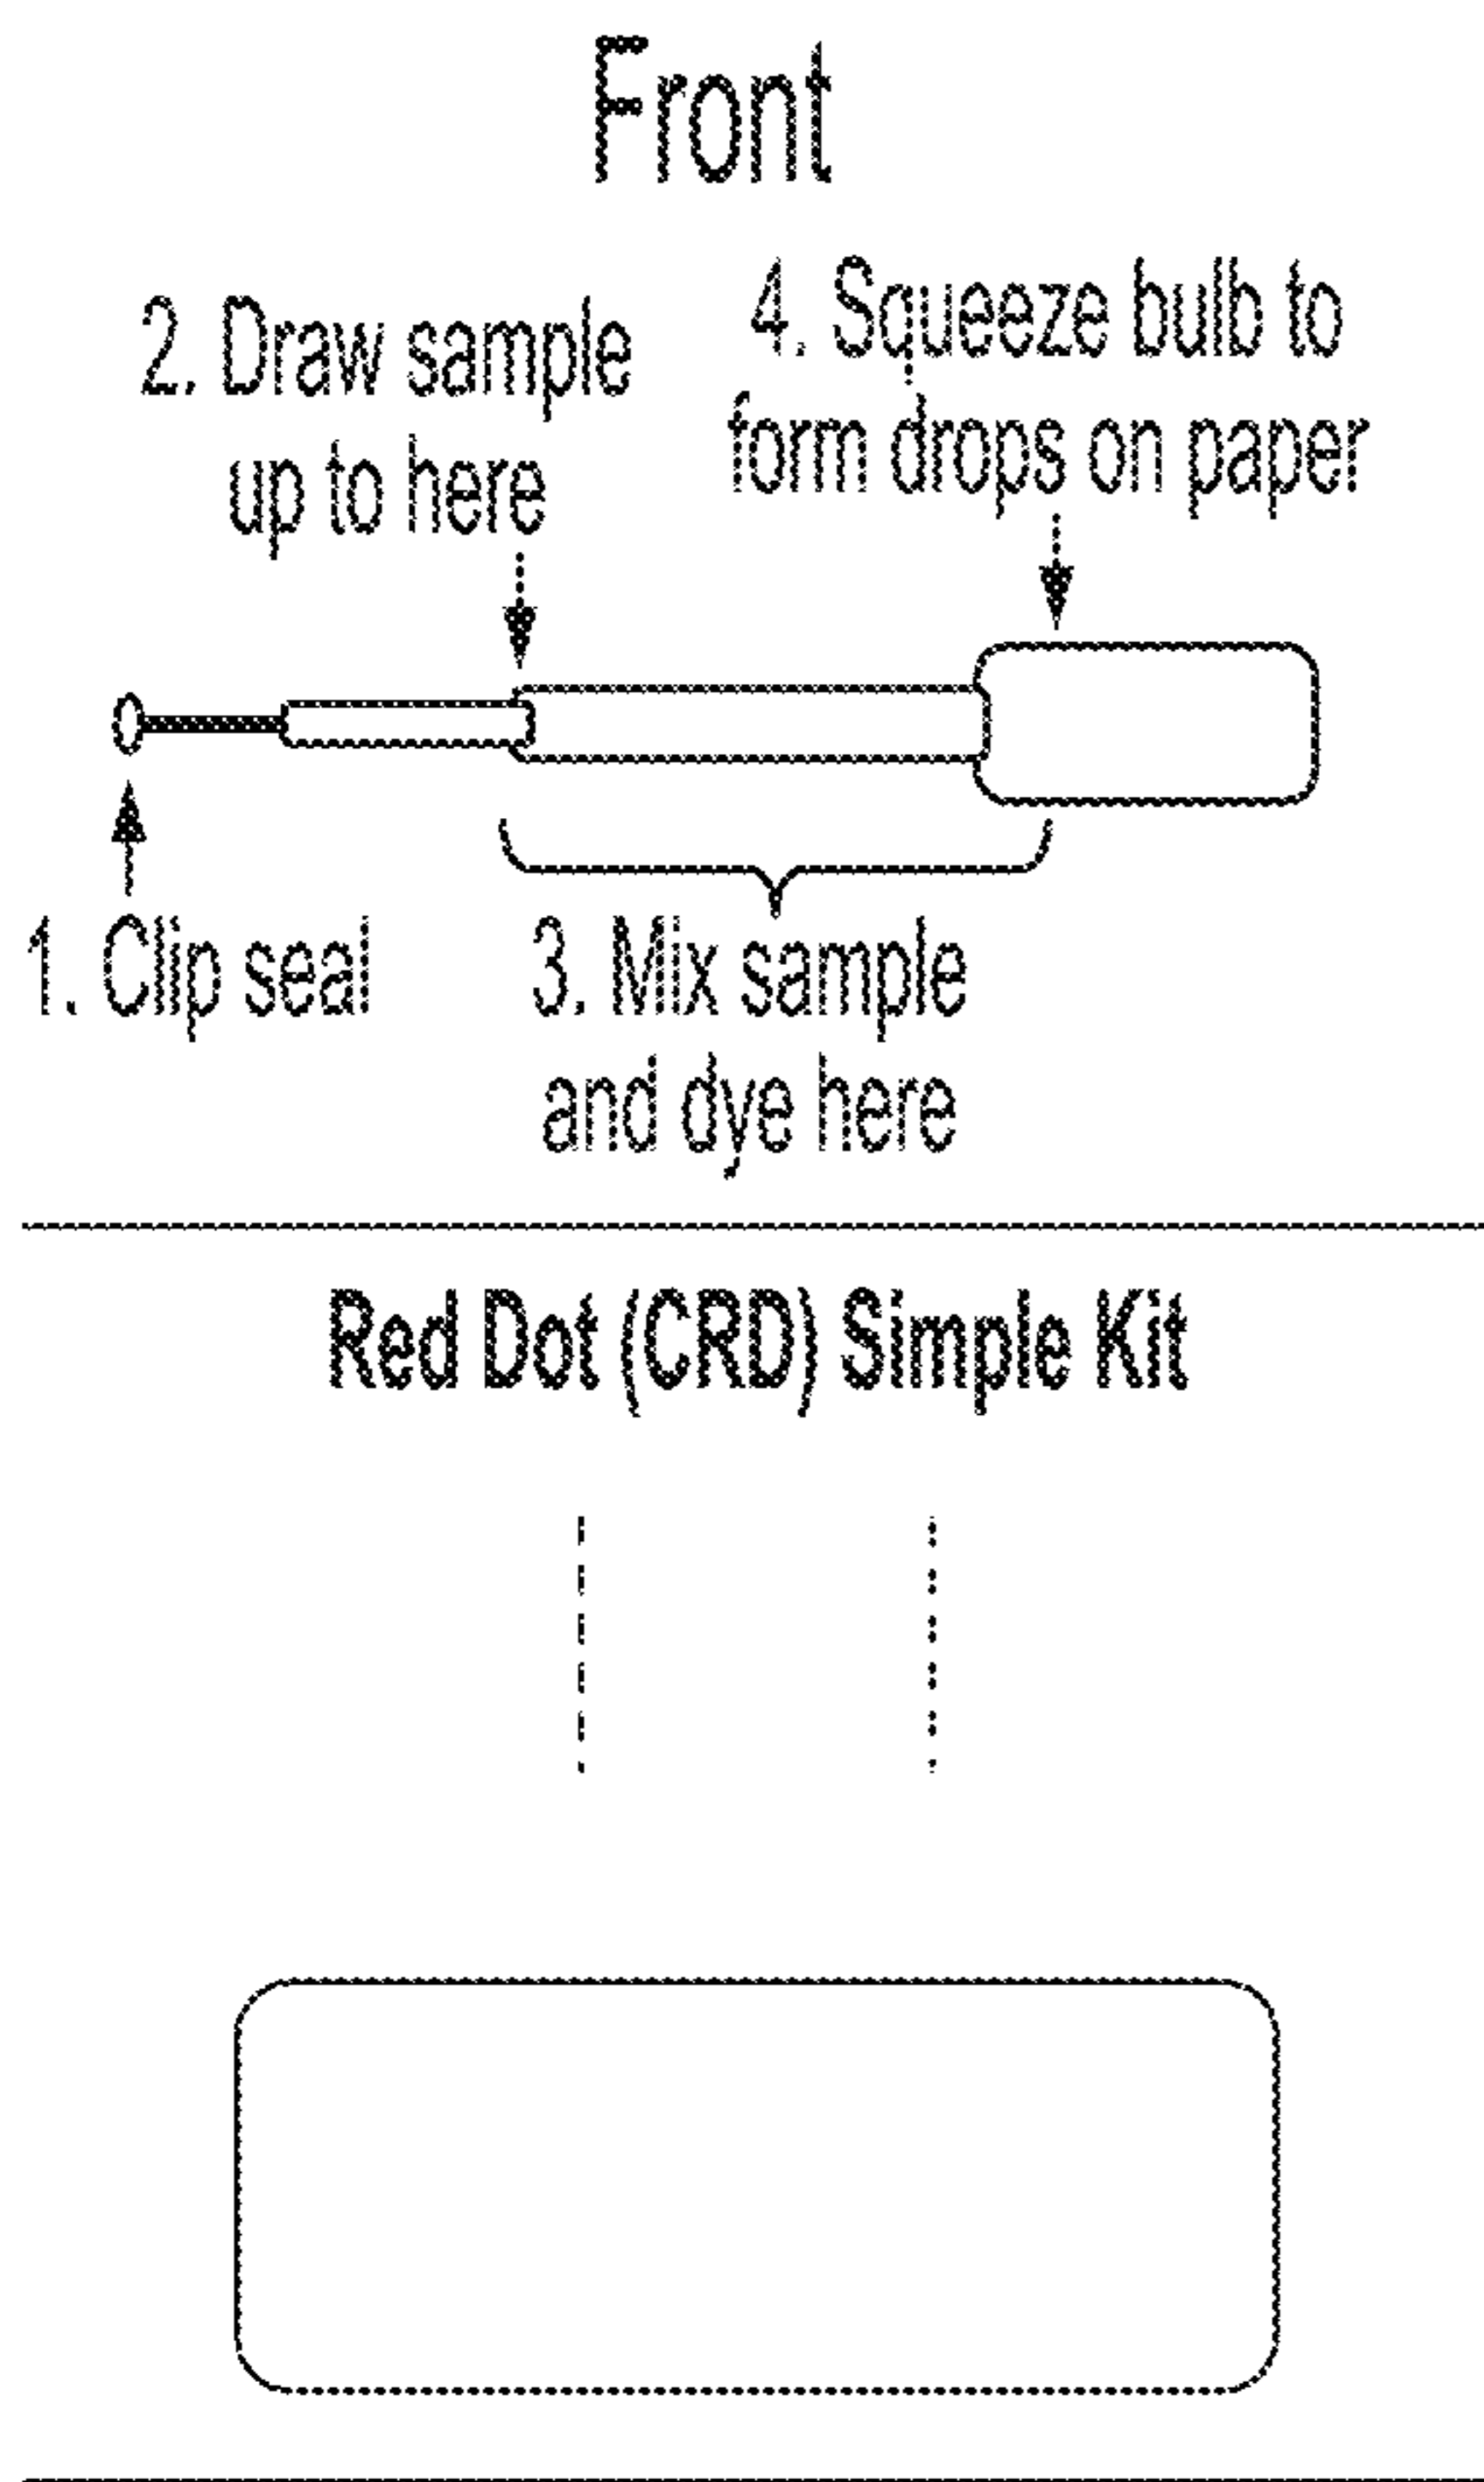 Front
2. Draw sample
up to here
4. Squeeze bulb to
form drops on paper
1. Clip seal
3. Mix sample
and dye here
Red Dot (CRD) Simple Kit